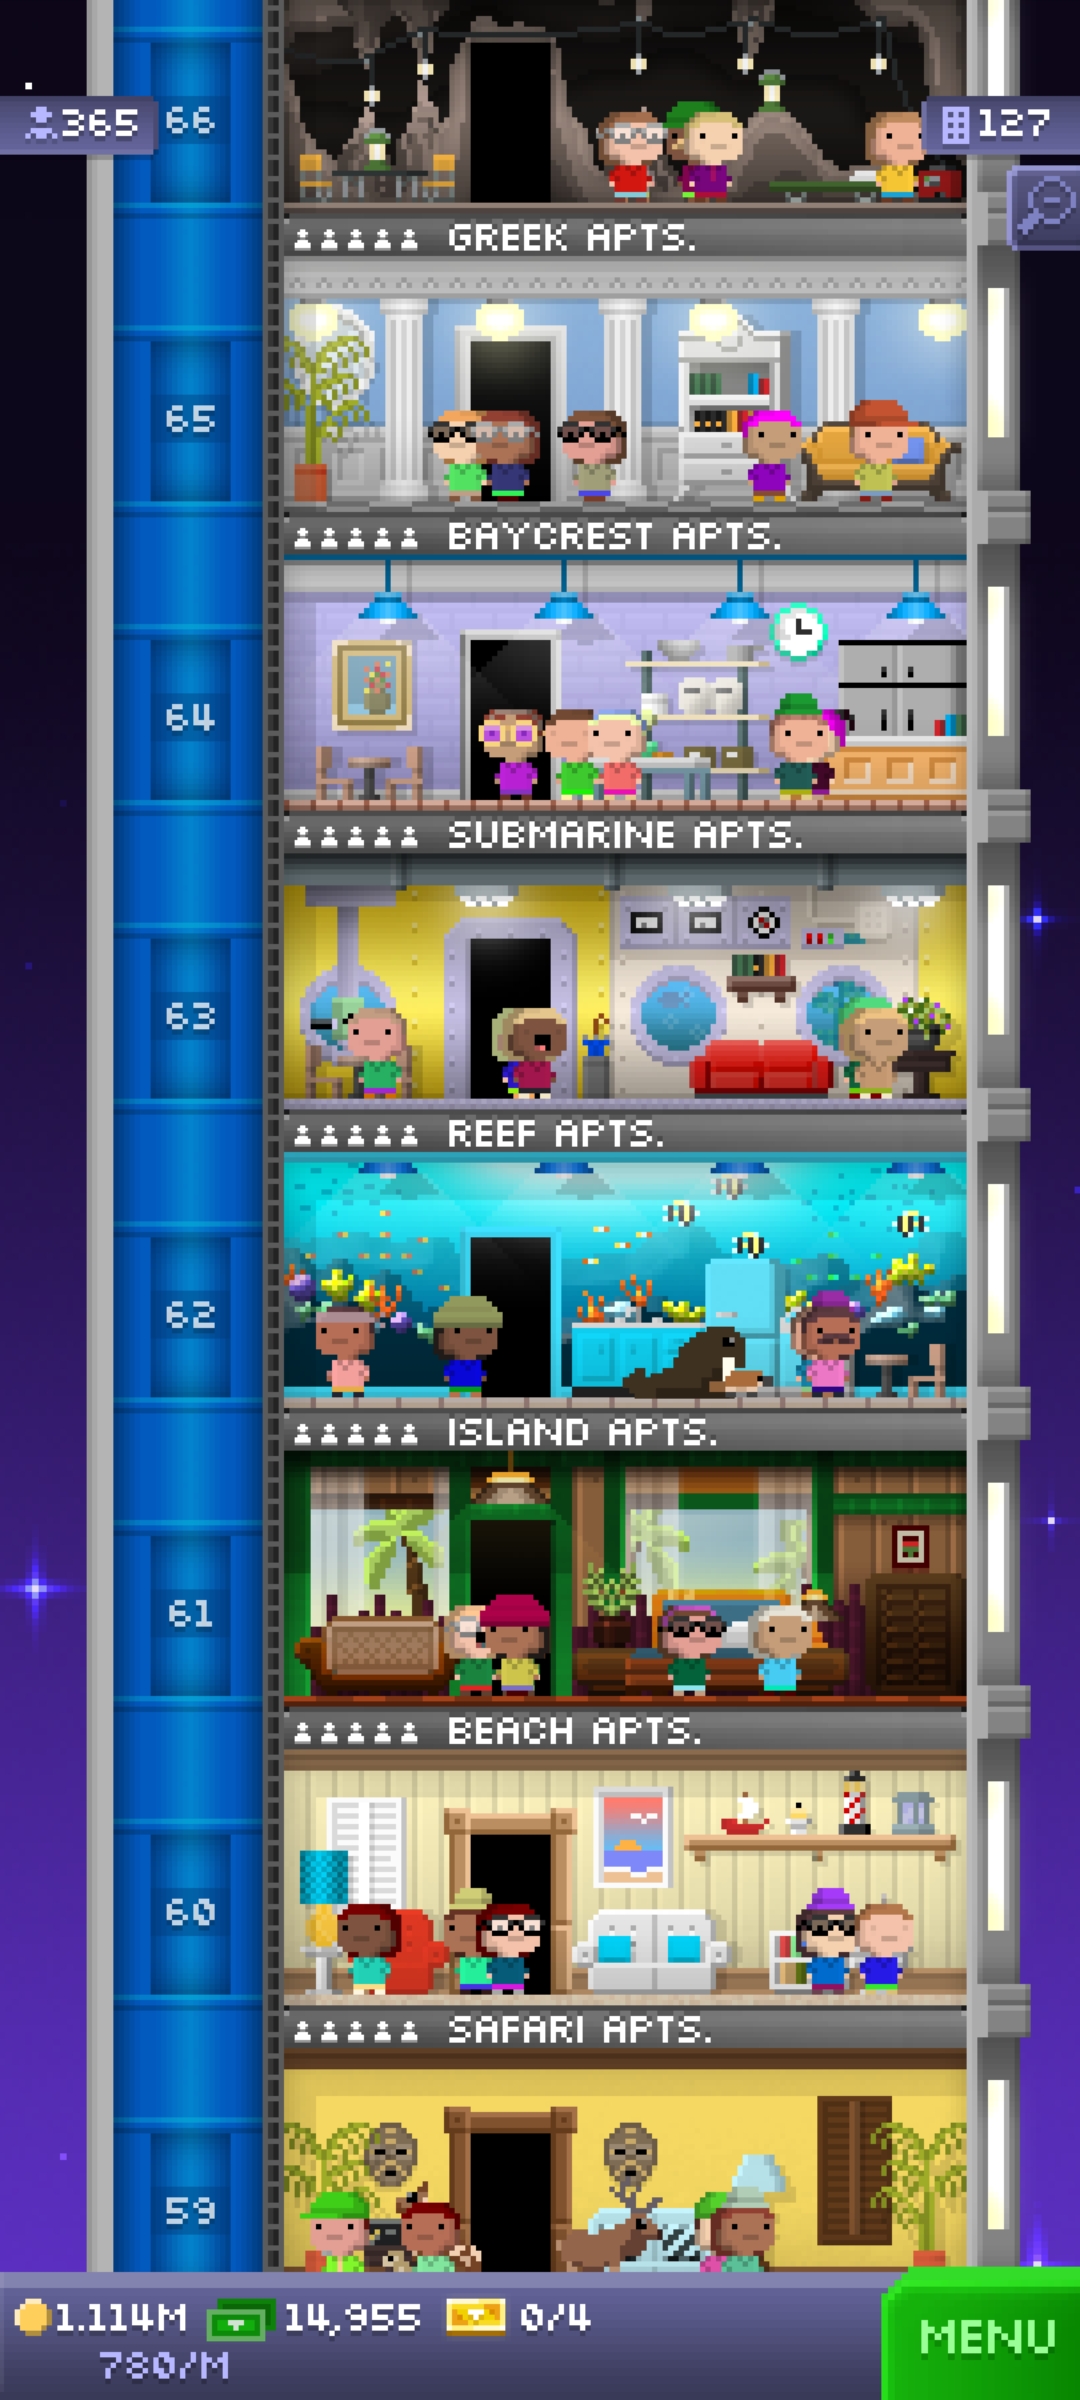 365
66
127
GREEK APTS.
65
BAYCREST APTS.
64
SUBMARINE APTS.
63
REEF APTS.
62
ISLAND APTS.
61
BEACH APTS.
60
SAFARI APTS.
59
1.114M 14,955 0/4
780/M
MENU